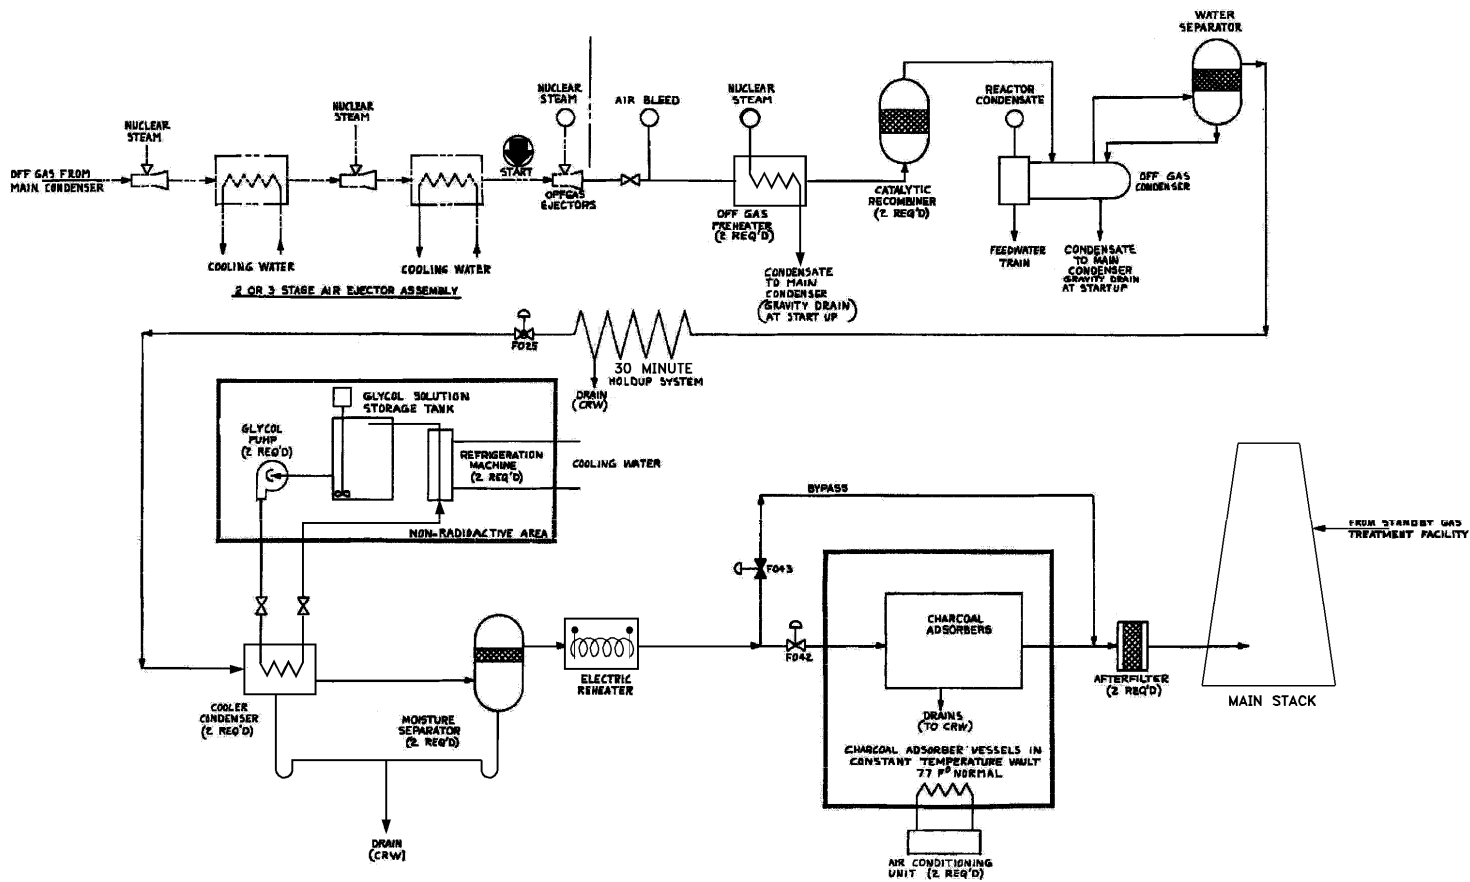 WATER
SEPARATOR
NUCLEAR
STEAM
AIR BLEED
NUCLEAR
STEAM
REACTOR
CONDENSATE
NUCLEAR
STEAM
NUCLEAR
STEAM
START
OFF GAS FROM
MAIN CONDENSER
OFFGAS
EJECTORS
OFF GAS
PREHEATER
(2 REQ'D)
CATALYTIC
RECOMBINER
(2 REQ'D)
OFF GAS
CONDENSER
COOLING WATER
COOLING WATER
2 OR 3 STAGE AIR EJECTOR ASSEMBLY
CONDENSATE
TO MAIN
CONDENSER
(GRAVITY DRAIN)
(AT START UP)
FEEDWATER
TRAIN
CONDENSATE
TO MAIN
CONDENSER
GRAVITY DRAIN
AT STARTUP
F025
30 MINUTE
HOLDUP SYSTEM
DRAIN
(CRW)
GLYCOL SOLUTION
STORAGE TANK
GLYCOL
PUMP
(2 REQ'D)
REFRIGERATION
MACHINE
(2 REQ'D)
COOLING WATER
NON-RADIOACTIVE AREA
BYPASS
FROM STANDBY GAS
TREATMENT FACILITY
F043
CHARCOAL
ADSORBERS
F042
ELECTRIC
REHEATER
AFTERFILTER
(2 REQ'D)
MAIN STACK
COOLER
CONDENSER
(2 REQ'D)
MOISTURE
SEPARATOR
(2 REQ'D)
DRAINS
(TO CRW)
CHARCOAL ADSORBER VESSELS IN
CONSTANT TEMPERATURE VAULT
77 F° NORMAL
DRAIN
(CRW)
AIR CONDITIONING
UNIT (2 REQ'D)